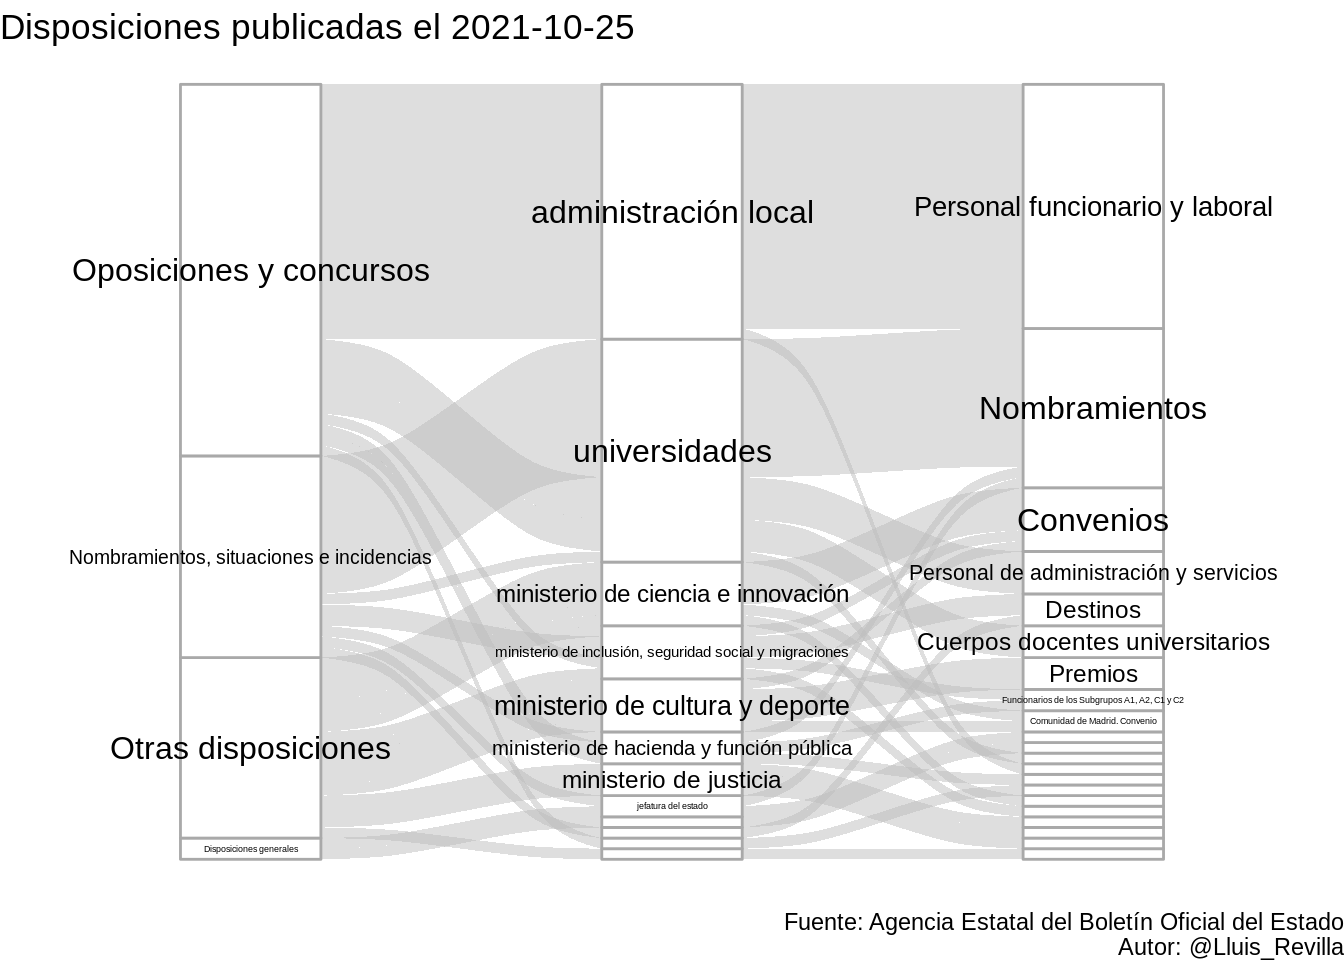 Disposiciones publicadas el 2021-10-25
Oposiciones y concursos
Nombramientos, situaciones e incidencias
Otras disposiciones
Disposiciones generales
administración local
universidades
ministerio de ciencia e innovación
ministerio de inclusión, seguridad social y migraciones
ministerio de cultura y deporte
ministerio de hacienda y función pública
ministerio de justicia
jefatura del estado
Personal funcionario y laboral
Nombramientos
Convenios
Personal de administración y servicios
Destinos
Cuerpos docentes universitarios
Premios
Funcionarios de los Subgrupos A1, A2, C1 y C2
Comunidad de Madrid. Convenio
Fuente: Agencia Estatal del Boletín Oficial del Estado
Autor: @Lluis_Revilla